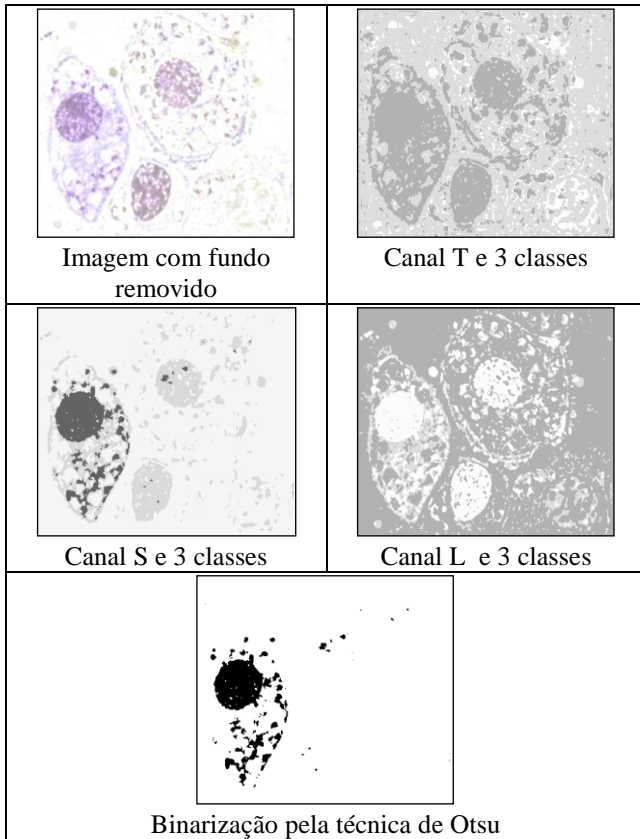 Imagem com fundo
removido
Canal T e 3 classes
Canal S e 3 classes
Canal L e 3 classes
Binarização pela técnica de Otsu